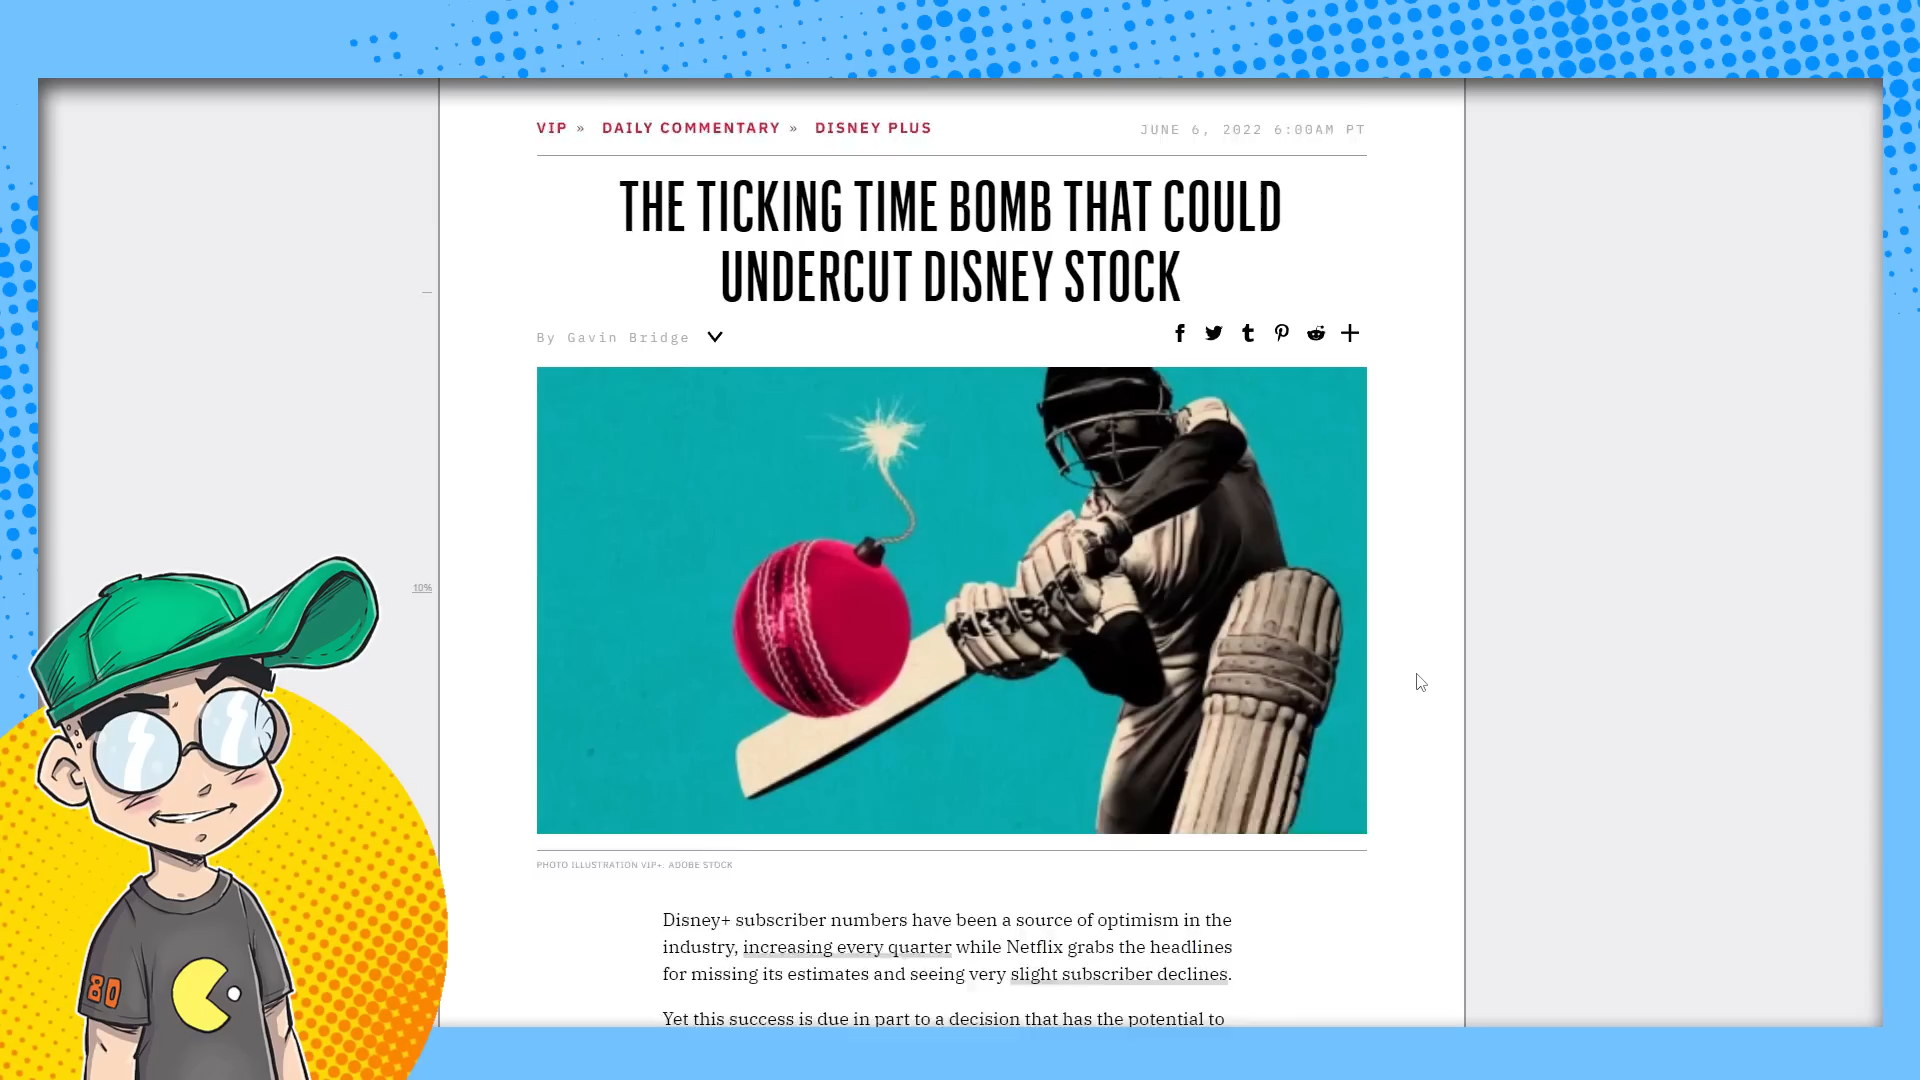 VIP » DAILY COMMENTARY » DISNEY PLUS
JUNE 6, 2022 6:00AM PT
THE TICKING TIME BOMB THAT COULD
UNDERCUT DISNEY STOCK
By Gavin Bridge
10%
PHOTO ILLUSTRATION VIP+. ADOBE STOCK
Disney+ subscriber numbers have been a source of optimism in the
industry, increasing every quarter while Netflix grabs the headlines
for missing its estimates and seeing very slight subscriber declines.
Yet this success is due in part to a decision that has the potential to
80